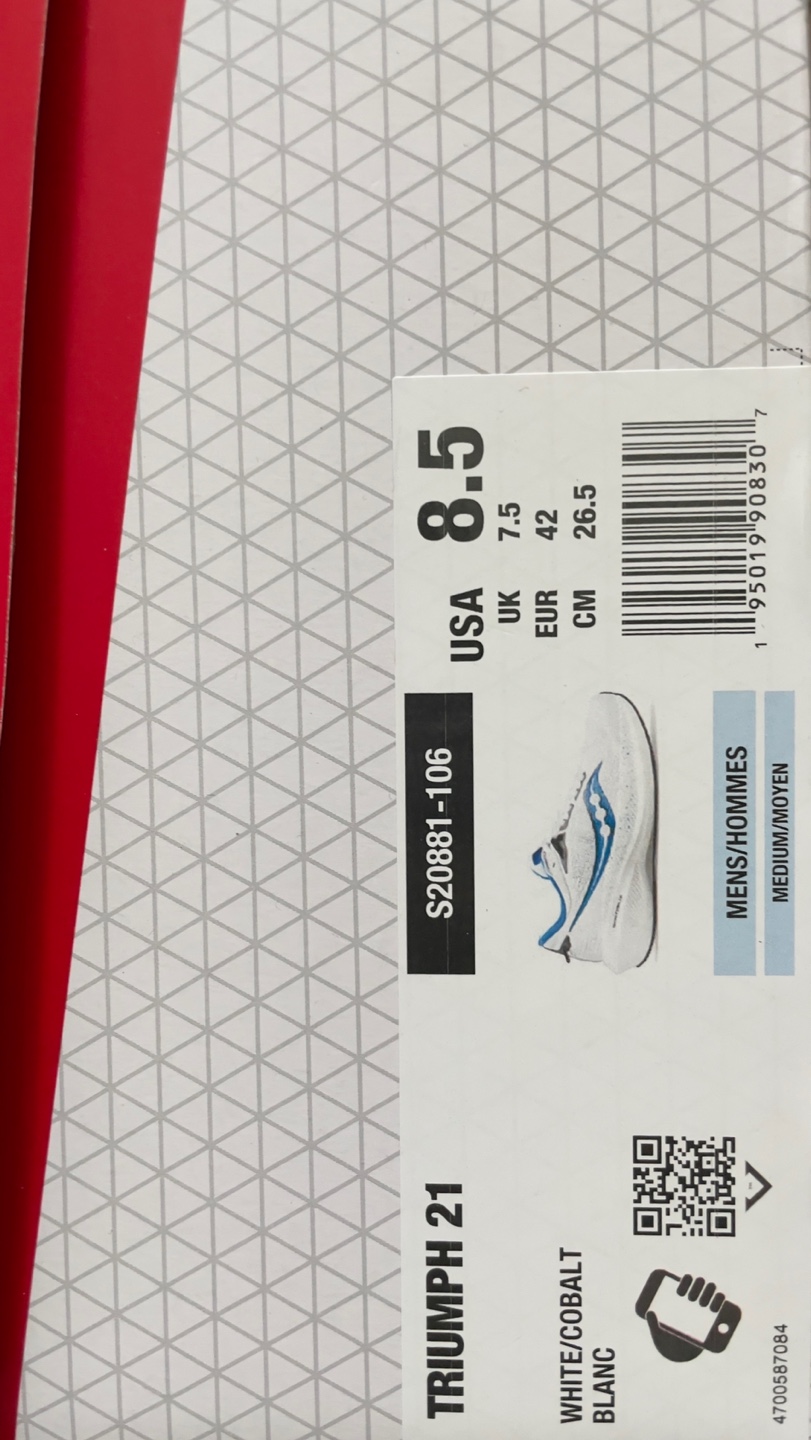 TRIUMPH 21
S20881-106
USA 8.5
UK 7.5
EUR 42
CM 26.5
WHITE/COBALT
BLANC
MENS/HOMMES
MEDIUM/MOYEN
1 95019 90830 7
4700587084